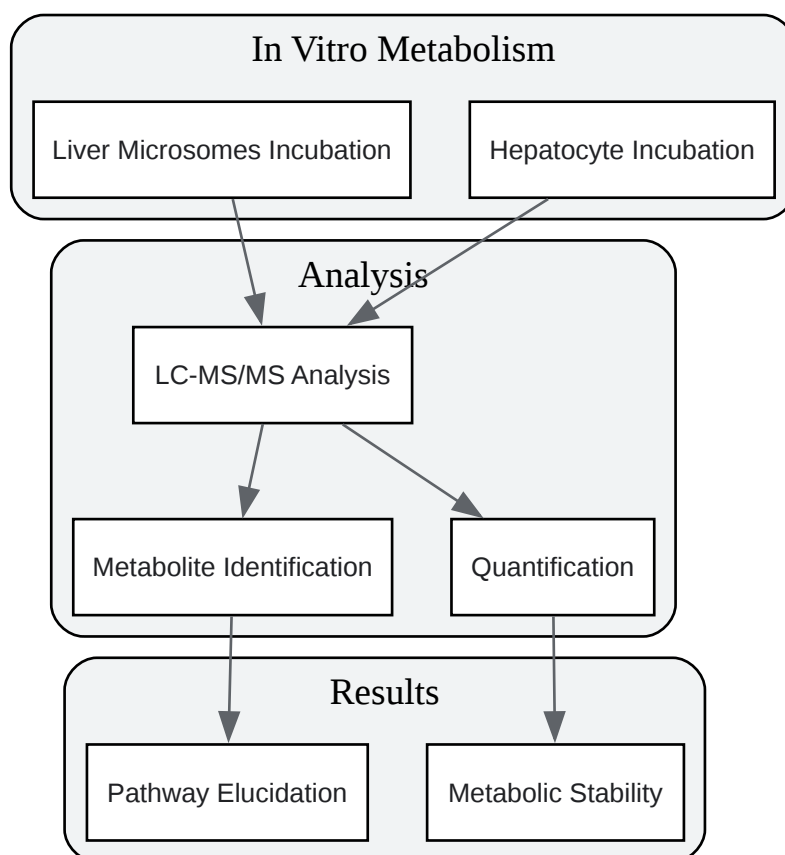 In Vitro Metabolism
Liver Microsomes Incubation
Hepatocyte Incubation
Analysis
LC-MS/MS Analysis
Metabolite Identification
Quantification
Results
Pathway Elucidation
Metabolic Stability